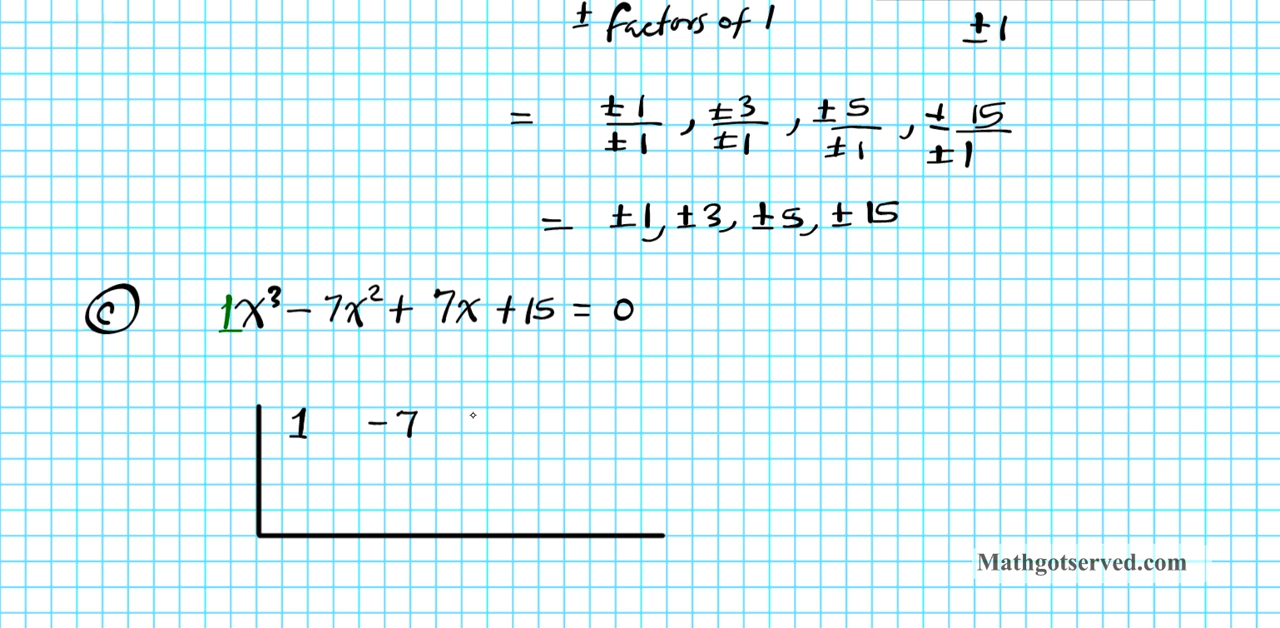 ± factors of 1 ±1
= ±1/±1, ±3/±1, ±5/±1, ±15/±1
= ±1, ±3, ±5, ±15
c 1x³ - 7x² + 7x + 15 = 0
1 -7
Mathgotserved.com